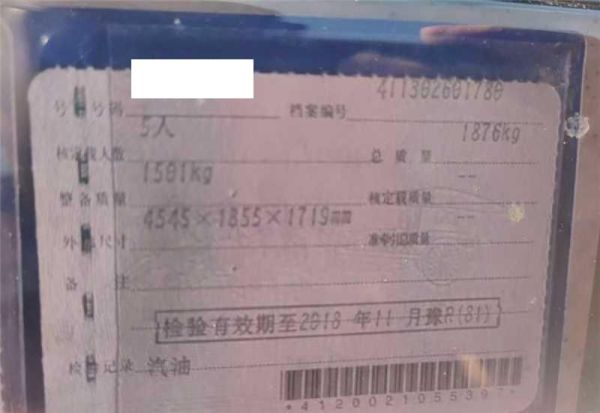 号牌号码 档案编号 411302601780
核定载人数 5人 总质量 1876kg
整备质量 1501kg 核定载质量 --
外廓尺寸 4545×1855×1719mm 准牵引总质量 --
备注
检验有效期至2018年11月豫R(81)
检验记录 汽油